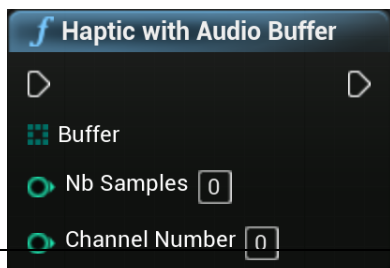 f Haptic with Audio Buffer
Buffer
Nb Samples 0
Channel Number 0